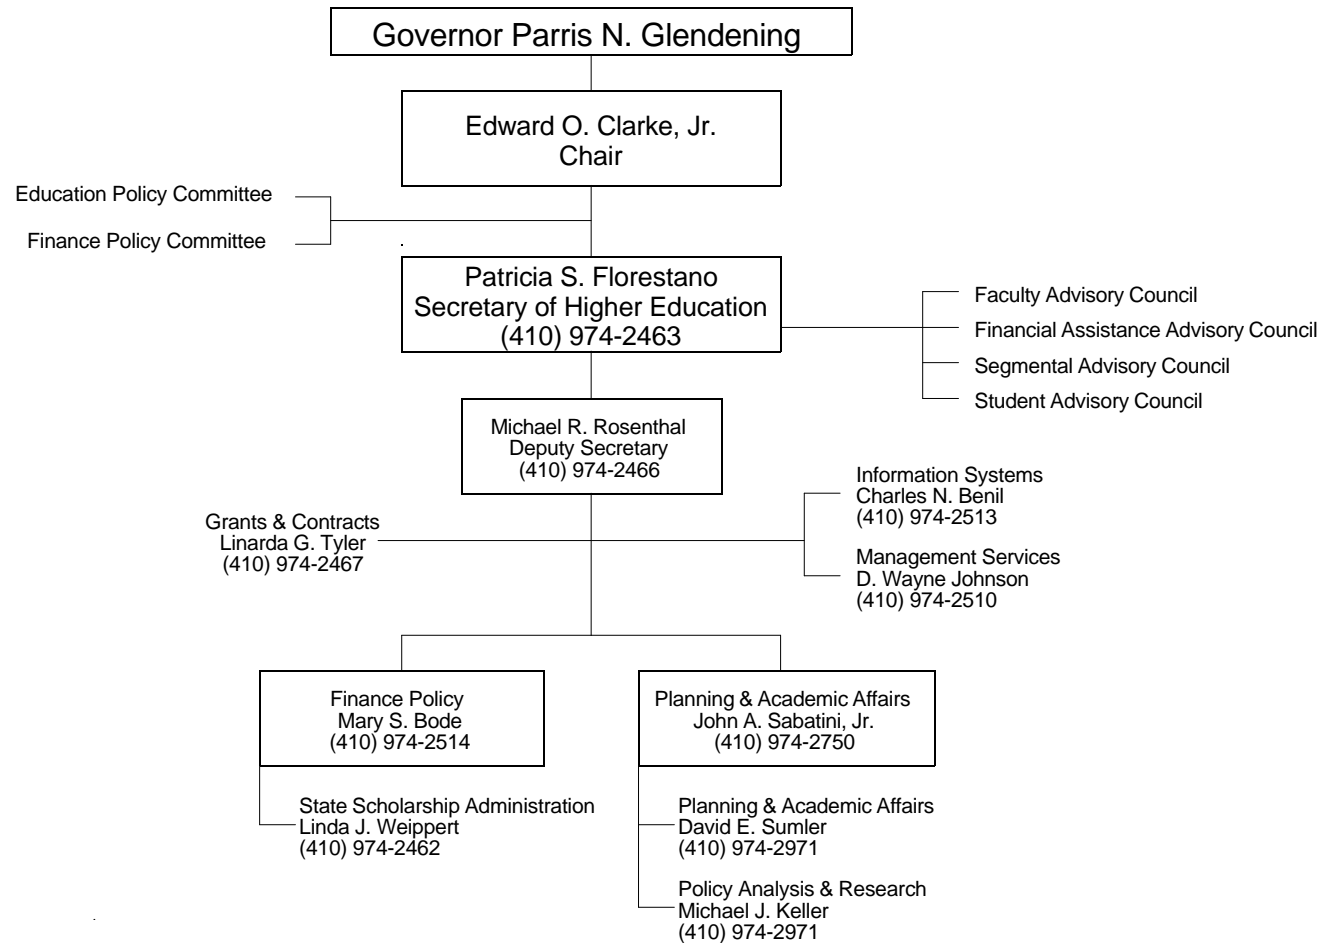 Governor Parris N. Glendening
Edward O. Clarke, Jr.
Chair
Education Policy Committee
Finance Policy Committee
Patricia S. Florestano
Secretary of Higher Education
(410) 974-2463
Faculty Advisory Council
Financial Assistance Advisory Council
Segmental Advisory Council
Student Advisory Council
Michael R. Rosenthal
Deputy Secretary
(410) 974-2466
Information Systems
Charles N. Benil
(410) 974-2513
Grants & Contracts
Linarda G. Tyler
(410) 974-2467
Management Services
D. Wayne Johnson
(410) 974-2510
Finance Policy
Mary S. Bode
(410) 974-2514
Planning & Academic Affairs
John A. Sabatini, Jr.
(410) 974-2750
State Scholarship Administration
Linda J. Weippert
(410) 974-2462
Planning & Academic Affairs
David E. Sumler
(410) 974-2971
Policy Analysis & Research
Michael J. Keller
(410) 974-2971